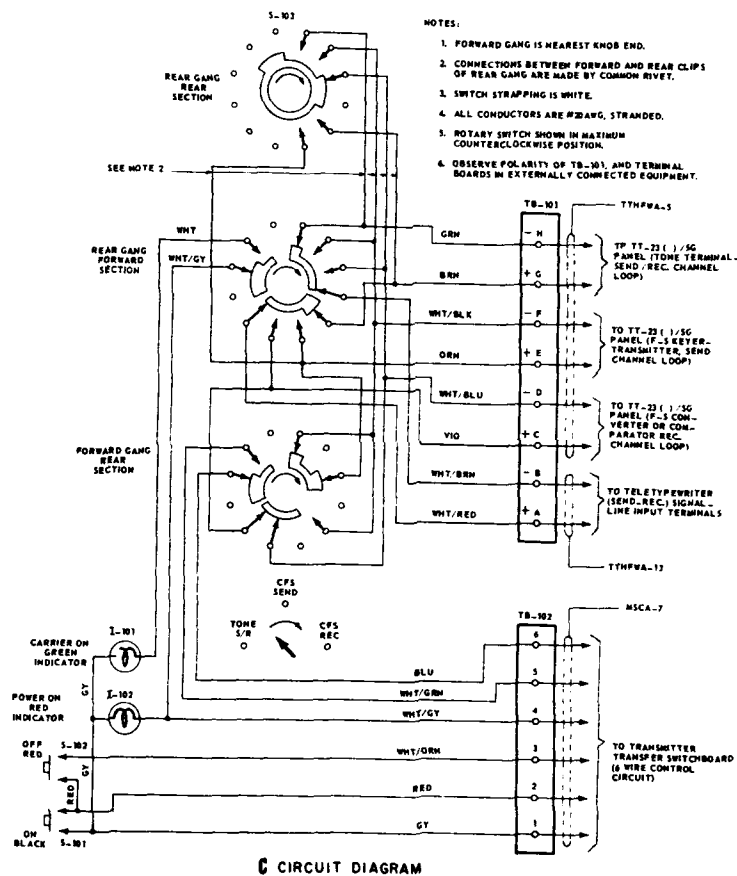 S-103
NOTES:
1. FORWARD GANG IS NEAREST KNOB END.
2. CONNECTIONS BETWEEN FORWARD AND REAR CLIPS
OF REAR GANG ARE MADE BY COMMON RIVET.
3. SWITCH STRAPPING IS WHITE.
4. ALL CONDUCTORS ARE #20 AWG, STRANDED.
5. ROTARY SWITCH SHOWN IN MAXIMUM
COUNTERCLOCKWISE POSITION.
6. OBSERVE POLARITY OF TB-101, AND TERMINAL
BOARDS IN EXTERNALLY CONNECTED EQUIPMENT.
REAR GANG
REAR
SECTION
SEE NOTE 2
TB-101
TTHFWA-5
WHT
WHT/GY
REAR GANG
FORWARD
SECTION
GRN
- H
BRN
+ G
TP TT-23 ( )/SG
PANEL (TONE TERMINAL-
SEND/REC. CHANNEL
LOOP)
WHT/BLK
- F
ORN
+ E
TO TT-23 ( )/SG
PANEL (F-S KEYER-
TRANSMITTER, SEND
CHANNEL LOOP)
WHT/BLU
- D
VIO
+ C
TO TT-23 ( )/SG
PANEL (F-S CON-
VERTER OR COM-
PARATOR REC.
CHANNEL LOOP)
FORWARD GANG
REAR
SECTION
WHT/BRN
- B
WHT/RED
+ A
TO TELETYPEWRITER
(SEND-REC.) SIGNAL-
LINE INPUT TERMINALS
TTHFWA-13
CFS
SEND
TONE
S/R
CFS
REC
MSCA-7
TB-102
I-101
CARRIER ON
GREEN
INDICATOR
GY
BLU
6
WHT/GRN
5
POWER ON
RED
INDICATOR
I-102
WHT/GY
4
OFF
RED
S-102
GY
WHT/ORN
3
TO TRANSMITTER
TRANSFER SWITCHBOARD
(6 WIRE CONTROL
CIRCUIT)
RED
RED
2
ON
BLACK
S-101
GY
1
C CIRCUIT DIAGRAM